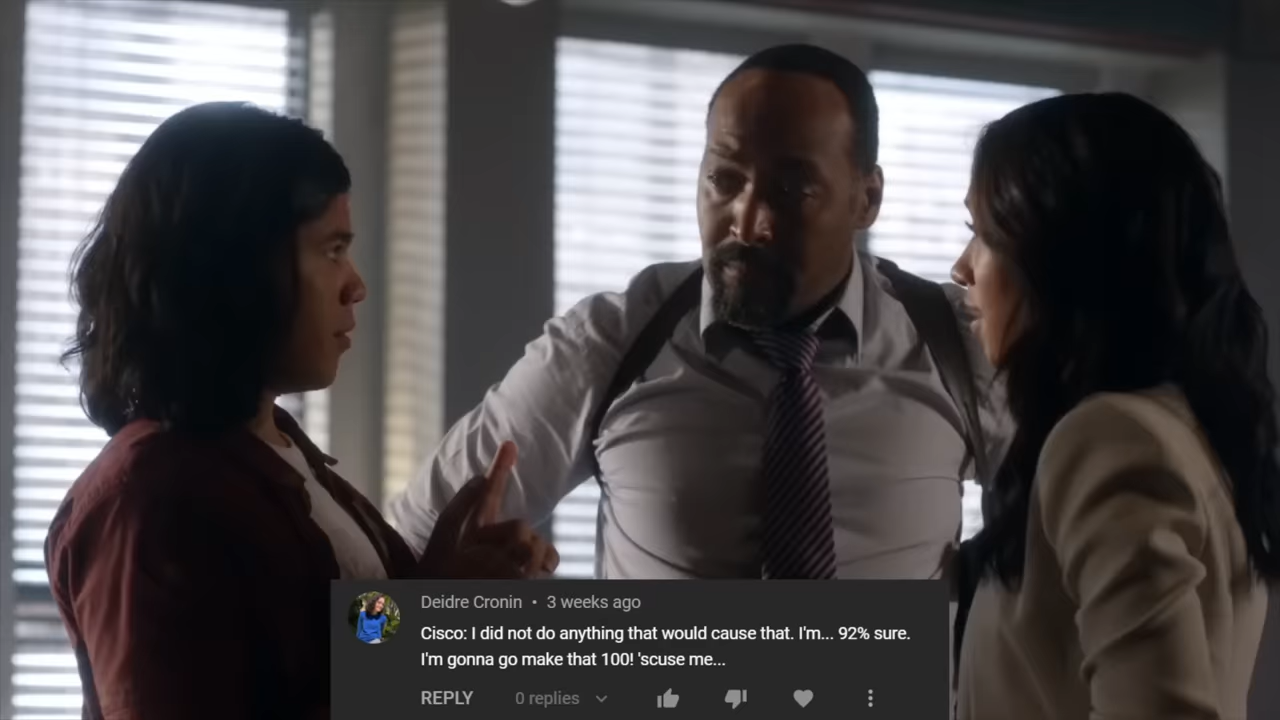 Deidre Cronin • 3 weeks ago
Cisco: I did not do anything that would cause that. I'm... 92% sure.
I'm gonna go make that 100! 'scuse me...
REPLY 0 replies